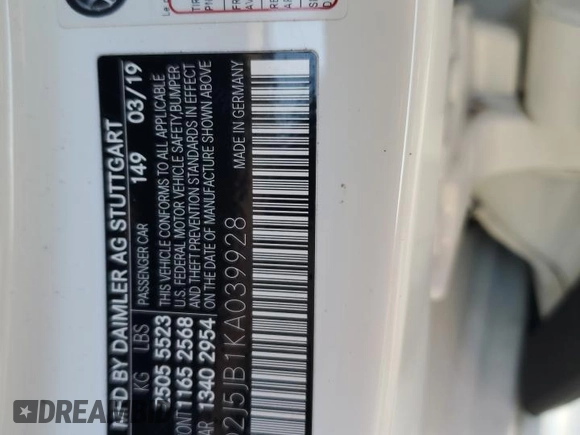 MFD BY DAIMLER AG STUTTGART
KG LBS PASSENGER CAR 149 03/19
2505 5523 THIS VEHICLE CONFORMS TO ALL APPLICABLE
U.S. FEDERAL MOTOR VEHICLE SAFETY, BUMPER
1165 2568 AND THEFT PREVENTION STANDARDS IN EFFECT
1340 2954 ON THE DATE OF MANUFACTURE SHOWN ABOVE
2J5JB1KA039928 MADE IN GERMANY